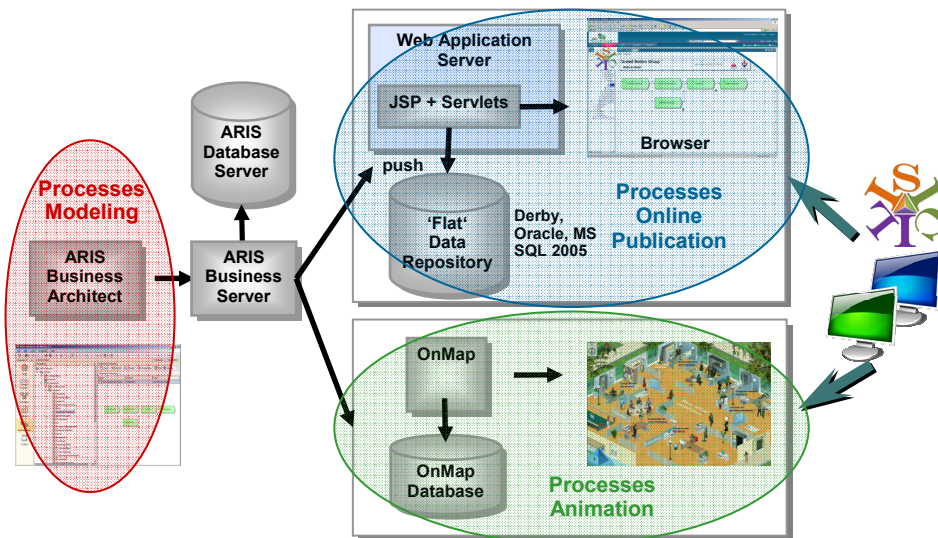 Web Application
Server
JSP + Servlets
Browser
push
'Flat'
Data
Repository
Derby,
Oracle, MS
SQL 2005
Processes
Online
Publication
ARIS
Database
Server
Processes
Modeling
ARIS
Business
Architect
ARIS
Business
Server
OnMap
OnMap
Database
Processes
Animation